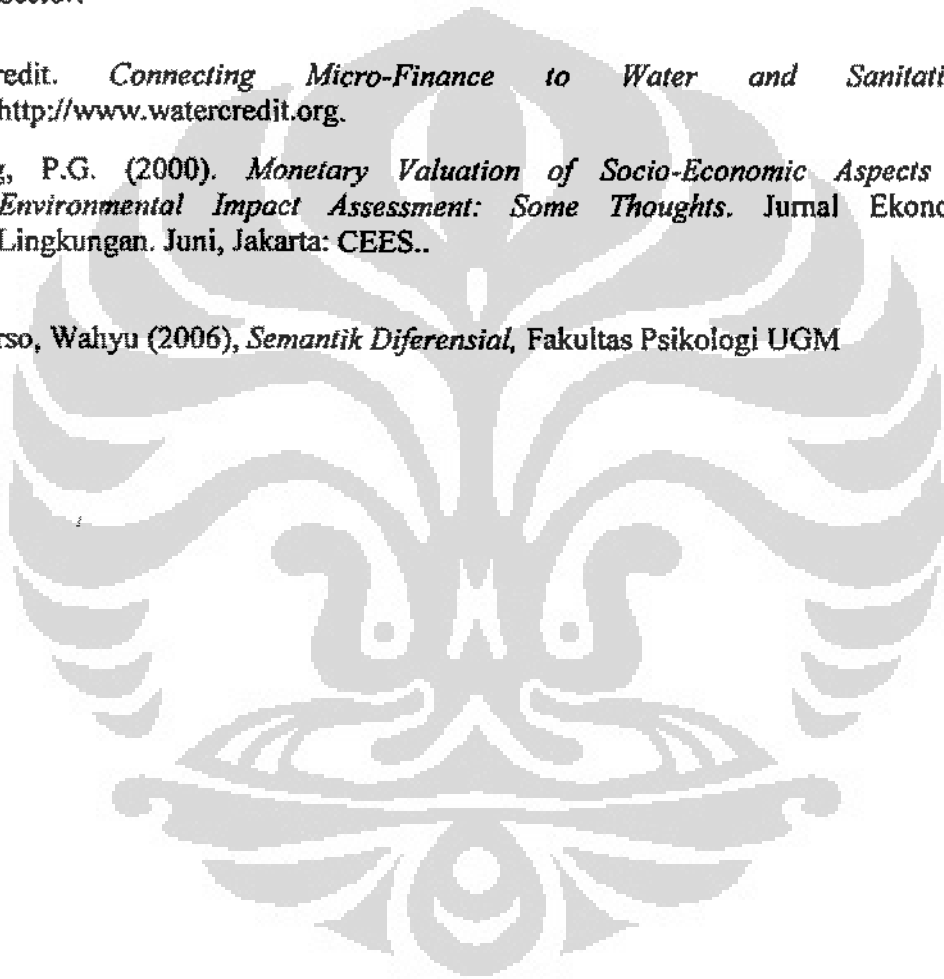 redit. Connecting Micro-Finance to Water and Sanitati
http://www.watercredit.org.
g, P.G. (2000). Monetary Valuation of Socio-Economic Aspects
Environmental Impact Assessment: Some Thoughts. Jurnal Ekono
Lingkungan. Juni, Jakarta: CEES..
rso, Wahyu (2006), Semantik Diferensial, Fakultas Psikologi UGM